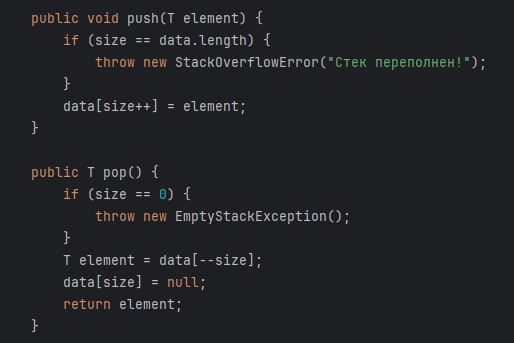 public void push(T element) {
    if (size == data.length) {
        throw new StackOverflowError("Стек переполнен!");
    }
    data[size++] = element;
}

public T pop() {
    if (size == 0) {
        throw new EmptyStackException();
    }
    T element = data[--size];
    data[size] = null;
    return element;
}